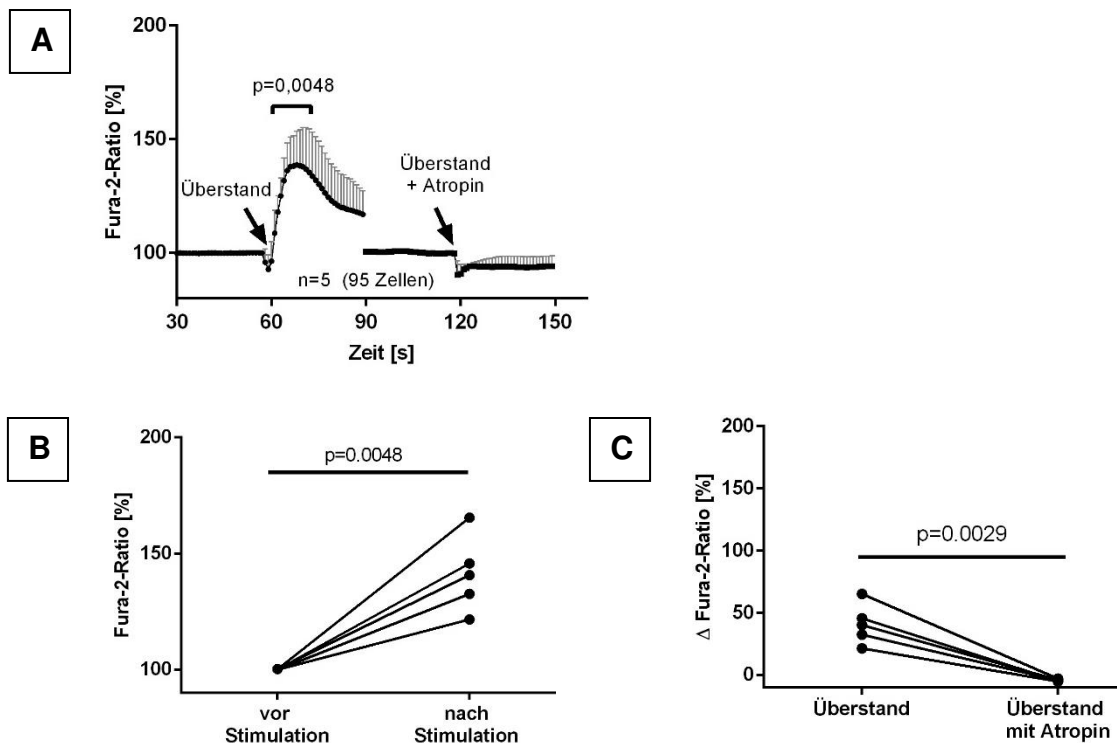 A
200
150
100
Fura-2-Ratio [%]
p=0,0048
Überstand
Überstand
+ Atropin
n=5 (95 Zellen)
30 60 90 120 150
Zeit [s]
B
200
150
100
Fura-2-Ratio [%]
p=0.0048
vor
Stimulation
nach
Stimulation
C
200
150
100
50
0
Δ Fura-2-Ratio [%]
p=0.0029
Überstand
Überstand
mit Atropin